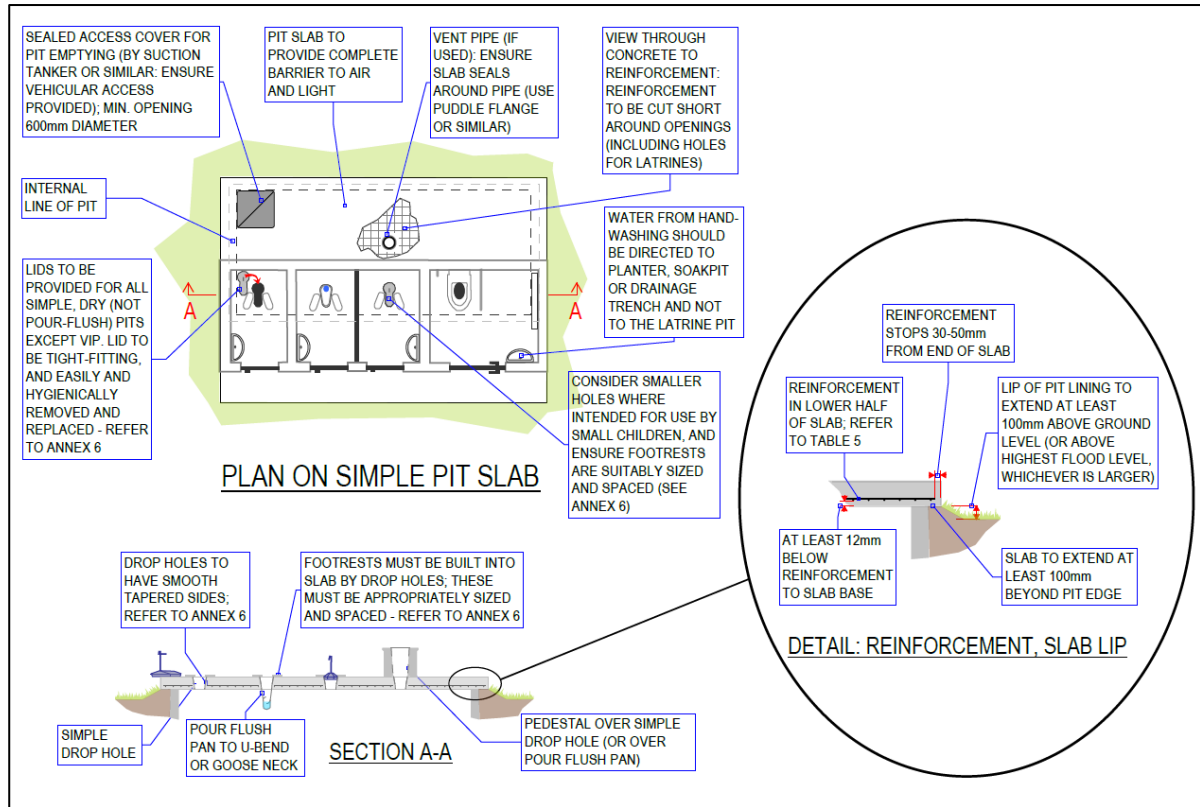 SEALED ACCESS COVER FOR
PIT EMPTYING (BY SUCTION
TANKER OR SIMILAR: ENSURE
VEHICULAR ACCESS
PROVIDED); MIN. OPENING
600mm DIAMETER
PIT SLAB TO
PROVIDE COMPLETE
BARRIER TO AIR
AND LIGHT
VENT PIPE (IF
USED): ENSURE
SLAB SEALS
AROUND PIPE (USE
PUDDLE FLANGE
OR SIMILAR)
VIEW THROUGH
CONCRETE TO
REINFORCEMENT:
REINFORCEMENT
TO BE CUT SHORT
AROUND OPENINGS
(INCLUDING HOLES
FOR LATRINES)
INTERNAL
LINE OF PIT
WATER FROM HAND-
WASHING SHOULD
BE DIRECTED TO
PLANTER, SOAKPIT
OR DRAINAGE
TRENCH AND NOT
TO THE LATRINE PIT
LIDS TO BE
PROVIDED FOR ALL
SIMPLE, DRY (NOT
POUR-FLUSH) PITS
EXCEPT VIP. LID TO
BE TIGHT-FITTING,
AND EASILY AND
HYGIENICALLY
REMOVED AND
REPLACED - REFER
TO ANNEX 6
A
A
CONSIDER SMALLER
HOLES WHERE
INTENDED FOR USE BY
SMALL CHILDREN, AND
ENSURE FOOTRESTS
ARE SUITABLY SIZED
AND SPACED (SEE
ANNEX 6)
PLAN ON SIMPLE PIT SLAB
REINFORCEMENT
STOPS 30-50mm
FROM END OF SLAB
REINFORCEMENT
IN LOWER HALF
OF SLAB; REFER
TO TABLE 5
LIP OF PIT LINING TO
EXTEND AT LEAST
100mm ABOVE GROUND
LEVEL (OR ABOVE
HIGHEST FLOOD LEVEL,
WHICHEVER IS LARGER)
AT LEAST 12mm
BELOW
REINFORCEMENT
TO SLAB BASE
SLAB TO EXTEND AT
LEAST 100mm
BEYOND PIT EDGE
DETAIL: REINFORCEMENT, SLAB LIP
DROP HOLES TO
HAVE SMOOTH
TAPERED SIDES;
REFER TO ANNEX 6
FOOTRESTS MUST BE BUILT INTO
SLAB BY DROP HOLES; THESE
MUST BE APPROPRIATELY SIZED
AND SPACED - REFER TO ANNEX 6
SIMPLE
DROP HOLE
POUR FLUSH
PAN TO U-BEND
OR GOOSE NECK
SECTION A-A
PEDESTAL OVER SIMPLE
DROP HOLE (OR OVER
POUR FLUSH PAN)